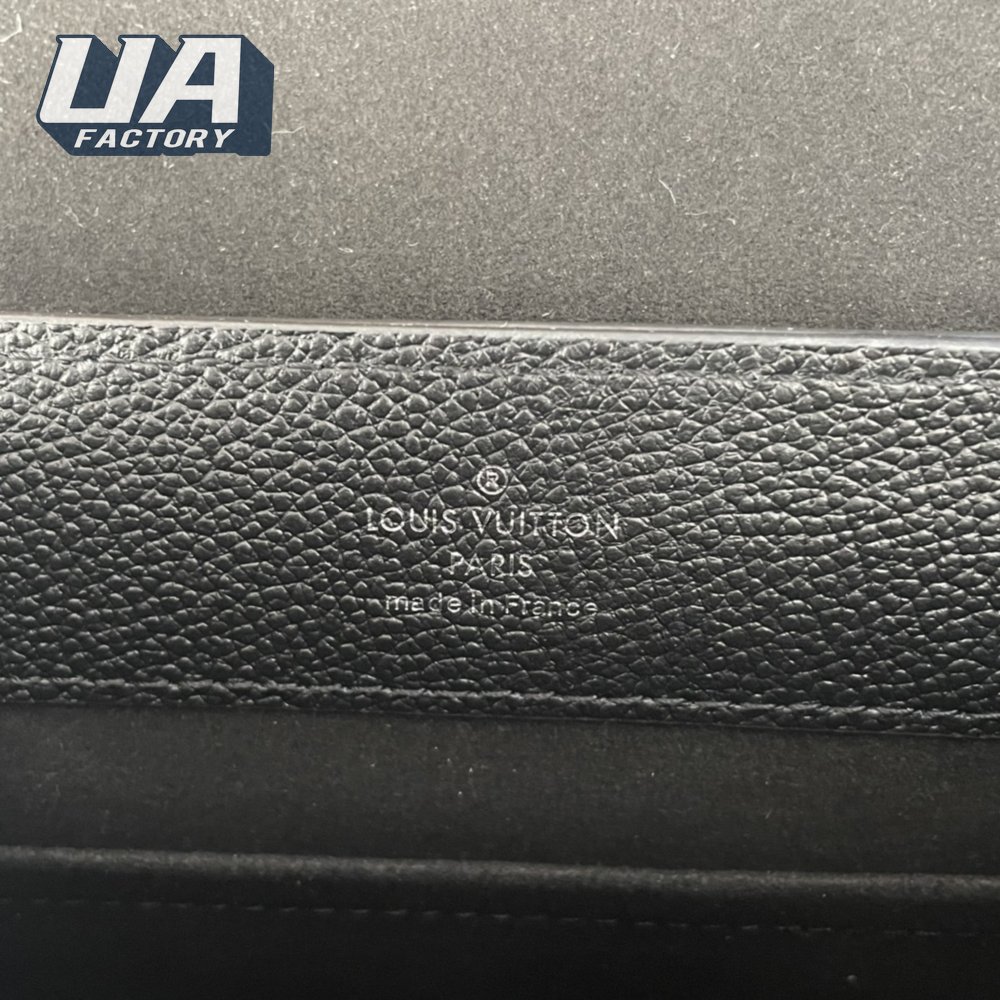 UA
FACTORY
®
LOUIS VUITTON
PARIS
made in France